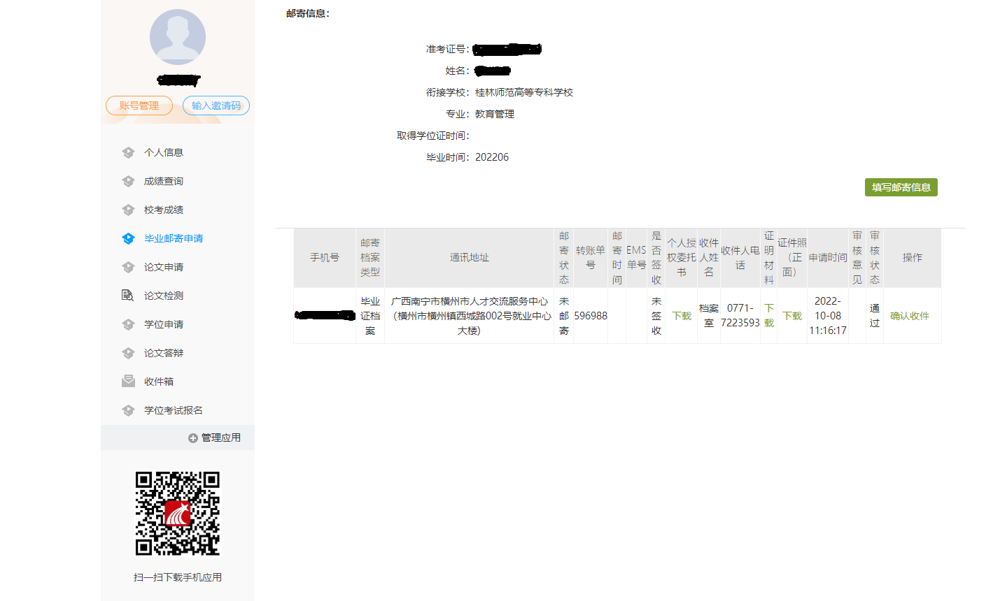 账号管理
输入邀请码
个人信息
成绩查询
校考成绩
毕业邮寄申请
论文申请
论文检测
学位申请
论文答辩
收件箱
学位考试报名
管理应用
扫一扫下载手机应用
邮寄信息：
准考证号：
姓名：
衔接学校：桂林师范高等专科学校
专业：教育管理
取得学位证时间：
毕业时间：202206
填写邮寄信息
手机号
邮寄
档案
类型
通讯地址
邮
寄
状
态
转账单
号
邮
寄
时
间
EMS
单号
是
否
签
收
个人授
权委托
书
收件
人姓
名
收件人电
话
证
明
材
料
证件照
（正
面）
申请时间
审
核
意
见
审
核
状
态
操作
毕业
证档
案
广西南宁市横州市人才交流服务中心
（横州市横州镇西城路002号就业中心
大楼)
未
邮
寄
596988
未
签
收
下载
档案
室
0771-
7223593
下
载
下载
2022-
10-08
11:16:17
通
过
确认收件